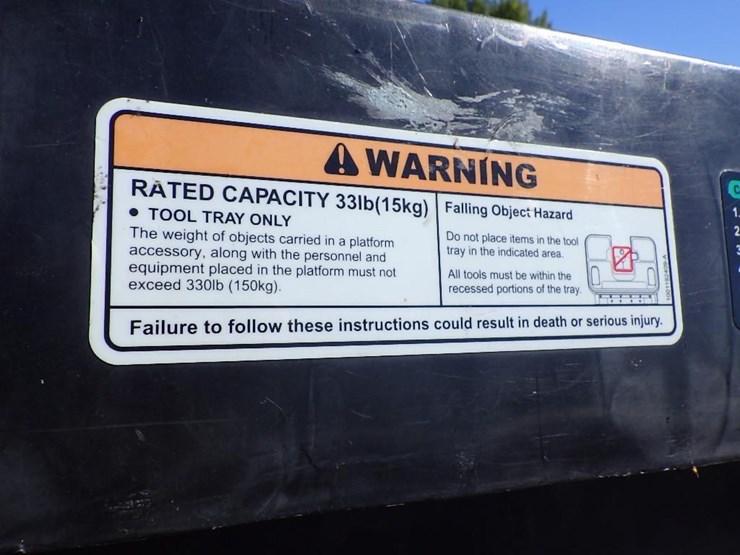 WARNING
RATED CAPACITY 33lb(15kg)
• TOOL TRAY ONLY
The weight of objects carried in a platform
accessory, along with the personnel and
equipment placed in the platform must not
exceed 330lb (150kg).
Falling Object Hazard
Do not place items in the tool
tray in the indicated area.
All tools must be within the
recessed portions of the tray.
Failure to follow these instructions could result in death or serious injury.
C
1.
2
3